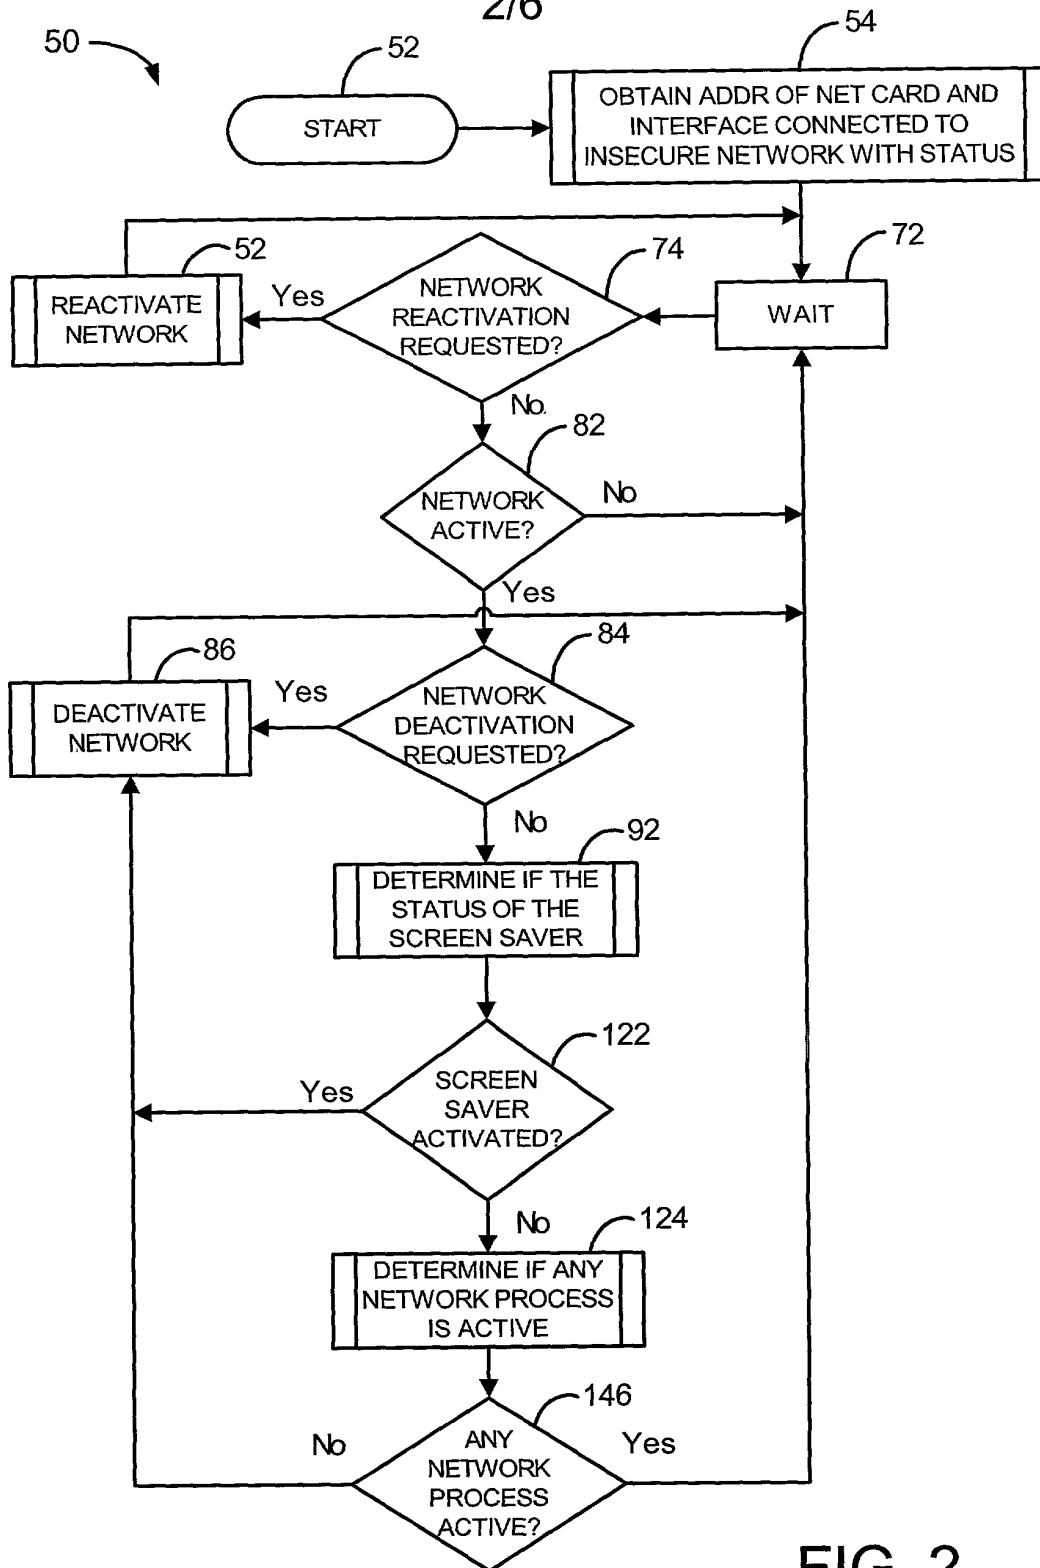 2/6
50
52
54
START
OBTAIN ADDR OF NET CARD AND
INTERFACE CONNECTED TO
INSECURE NETWORK WITH STATUS
52
74
72
REACTIVATE
NETWORK
Yes
NETWORK
REACTIVATION
REQUESTED?
WAIT
No.
82
NETWORK
ACTIVE?
No
Yes
84
86
DEACTIVATE
NETWORK
Yes
NETWORK
DEACTIVATION
REQUESTED?
No
92
DETERMINE IF THE
STATUS OF THE
SCREEN SAVER
122
Yes
SCREEN
SAVER
ACTIVATED?
No
124
DETERMINE IF ANY
NETWORK PROCESS
IS ACTIVE
146
No
ANY
NETWORK
PROCESS
ACTIVE?
Yes
FIG. 2